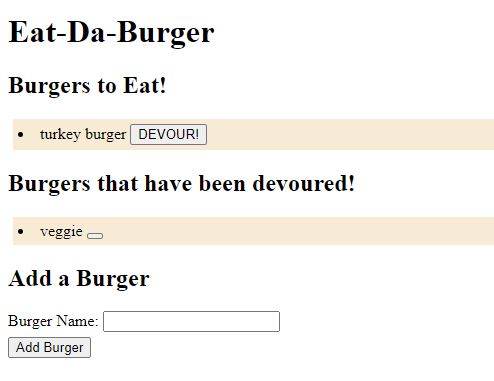 Eat-Da-Burger
Burgers to Eat!
turkey burger DEVOUR!
Burgers that have been devoured!
veggie
Add a Burger
Burger Name:
Add Burger